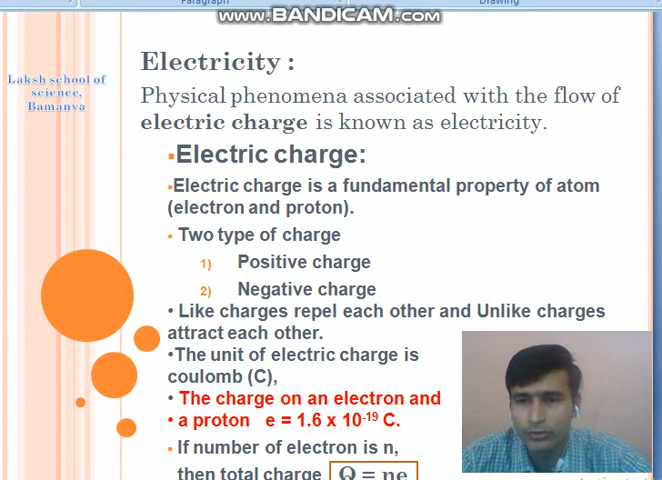 Paragraph
Drawing
www.BANDICAM.com
Laksh school of
science,
Bamanva
Electricity :
Physical phenomena associated with the flow of
electric charge is known as electricity.
▪Electric charge:
▪Electric charge is a fundamental property of atom
(electron and proton).
▪ Two type of charge
1) Positive charge
2) Negative charge
• Like charges repel each other and Unlike charges
attract each other.
•The unit of electric charge is
coulomb (C),
• The charge on an electron and
• a proton e = 1.6 x 10⁻¹⁹ C.
• If number of electron is n,
then total charge Q = ne